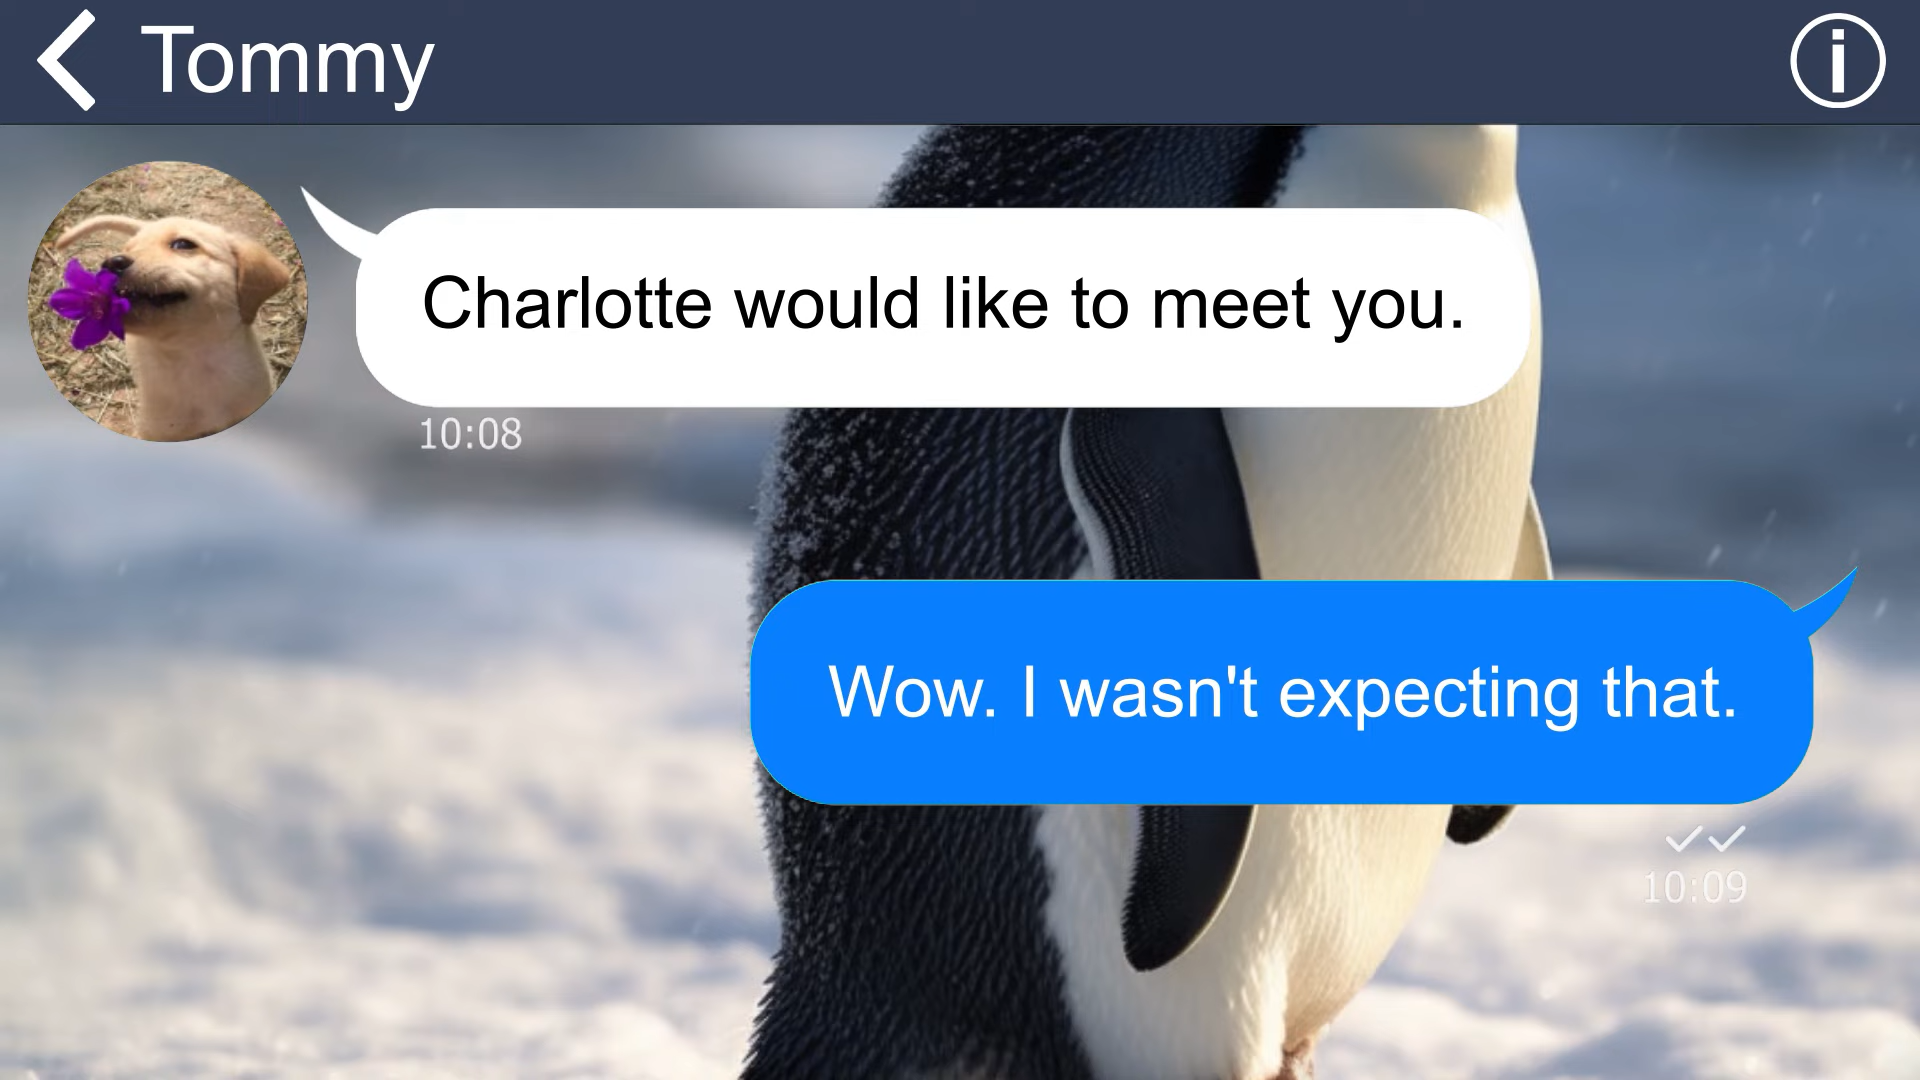 Tommy
Charlotte would like to meet you.
10:08
Wow. I wasn't expecting that.
10:09